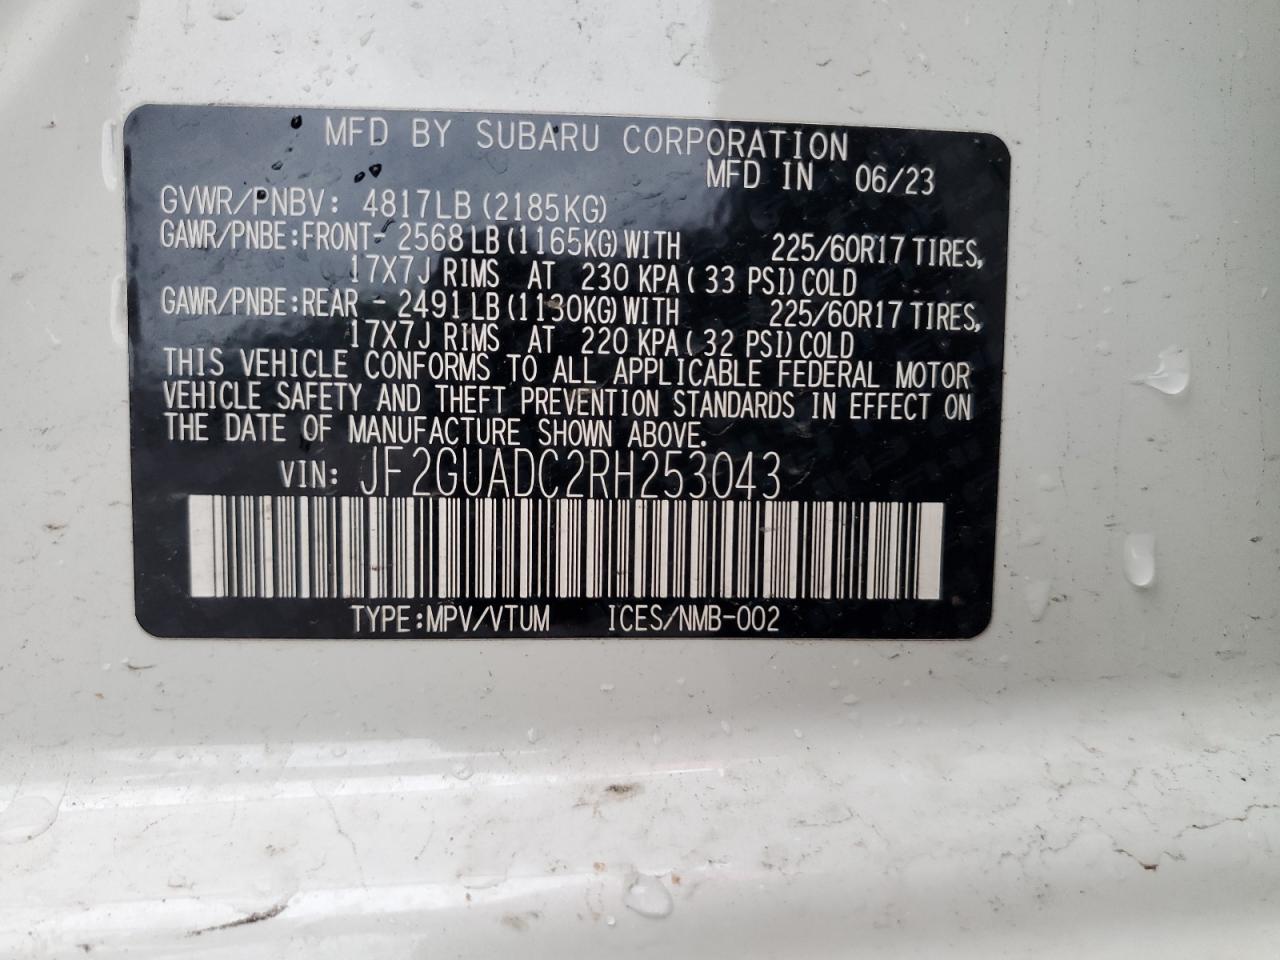 MFD BY SUBARU CORPORATION
MFD IN 06/23
GVWR/PNBV: 4817LB (2185KG)
GAWR/PNBE:FRONT- 2568 LB (1165KG) WITH 225/60R17 TIRES,
17X7J RIMS AT 230 KPA ( 33 PSI) COLD
GAWR/PNBE:REAR - 2491 LB (1130KG) WITH 225/60R17 TIRES,
17X7J RIMS AT 220 KPA ( 32 PSI) COLD
THIS VEHICLE CONFORMS TO ALL APPLICABLE FEDERAL MOTOR
VEHICLE SAFETY AND THEFT PREVENTION STANDARDS IN EFFECT ON
THE DATE OF MANUFACTURE SHOWN ABOVE.
VIN: JF2GUADC2RH253043
TYPE:MPV/VTUM ICES/NMB-002